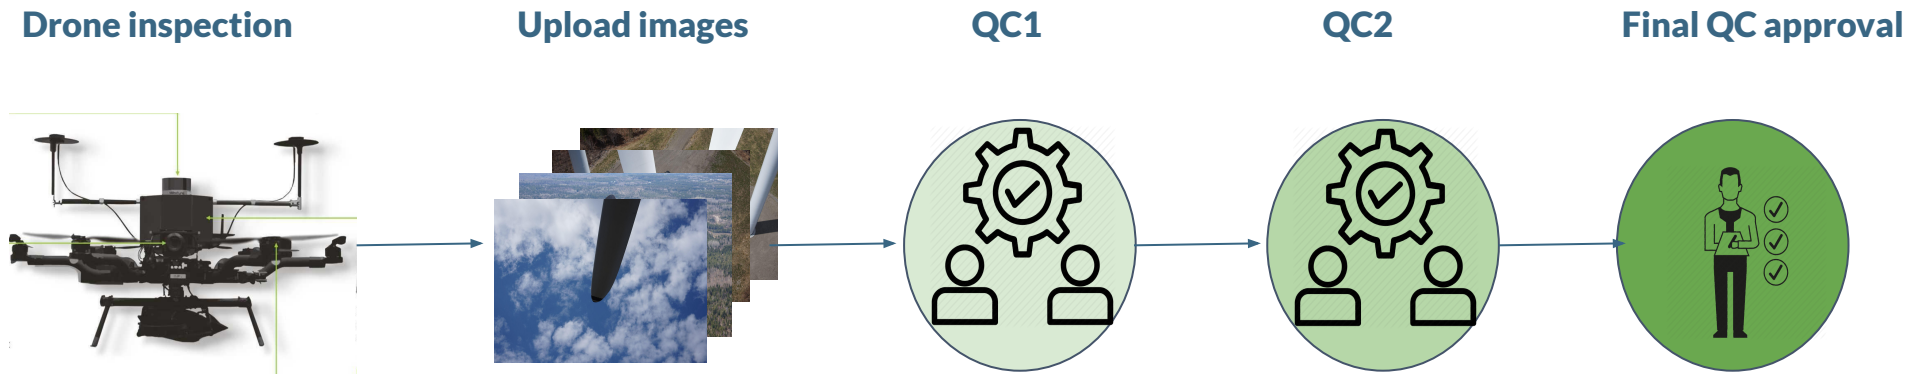 Drone inspection
Upload images
QC1
QC2
Final QC approval